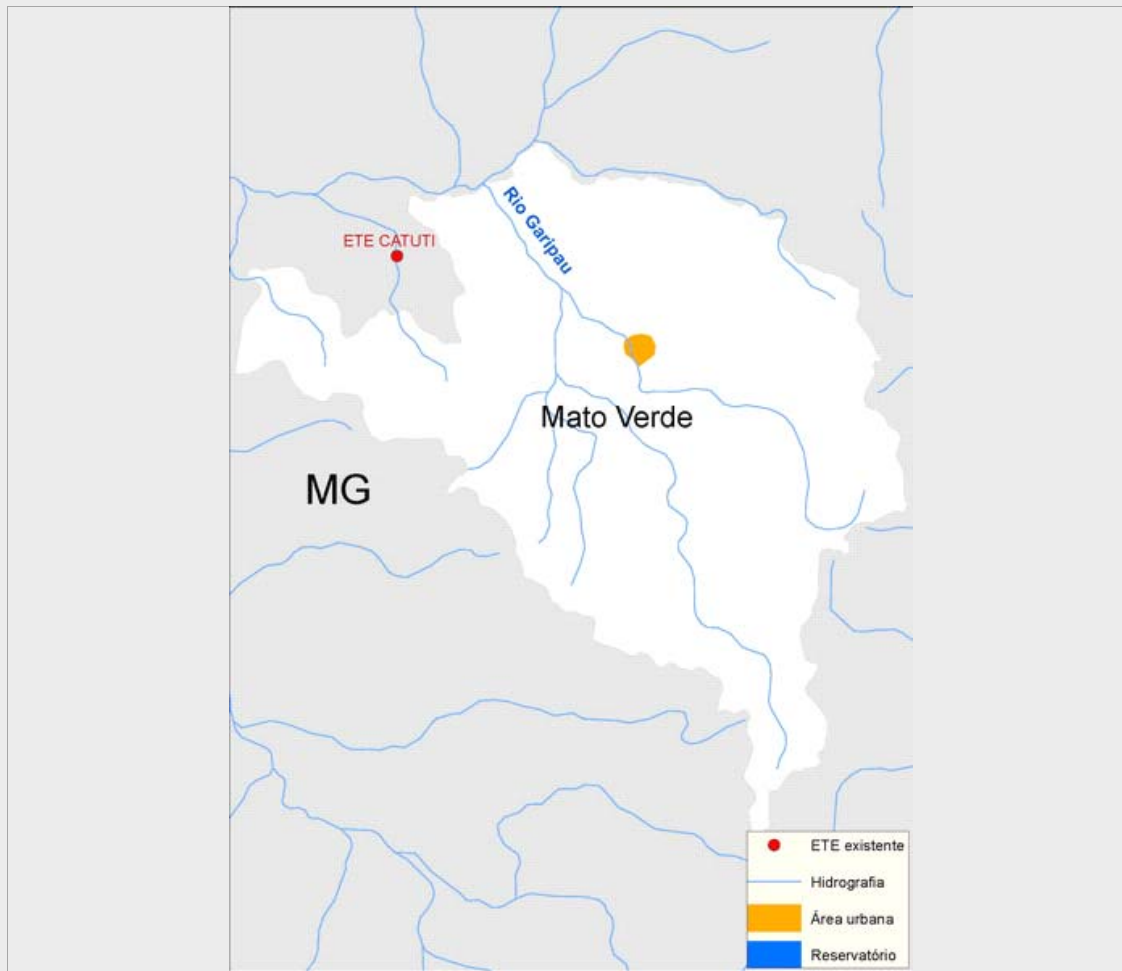 Rio Garipau
ETE CATUTI
Mato Verde
MG
ETE existente
Hidrografia
Área urbana
Reservatório